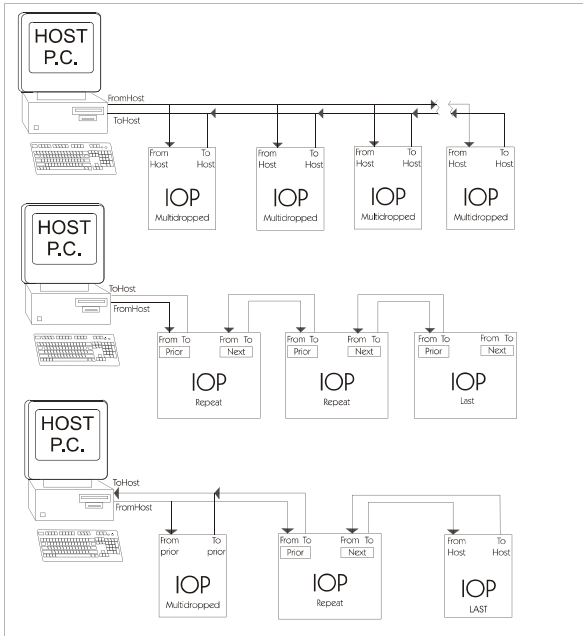 HOST
P.C.
FromHost
ToHost
From To From To From To From To
Host Host Host Host Host Host Host Host
IOP IOP IOP IOP
Multidropped Multidropped Multidropped Multidropped
HOST
P.C.
ToHost
FromHost
From To From To From To From To From To From To
Prior Next Prior Next Prior Next
IOP IOP IOP
Repeat Repeat Last
HOST
P.C.
ToHost
FromHost
From To From To From To From To
prior prior Prior Next Host Host
IOP IOP IOP
Multidropped Repeat LAST